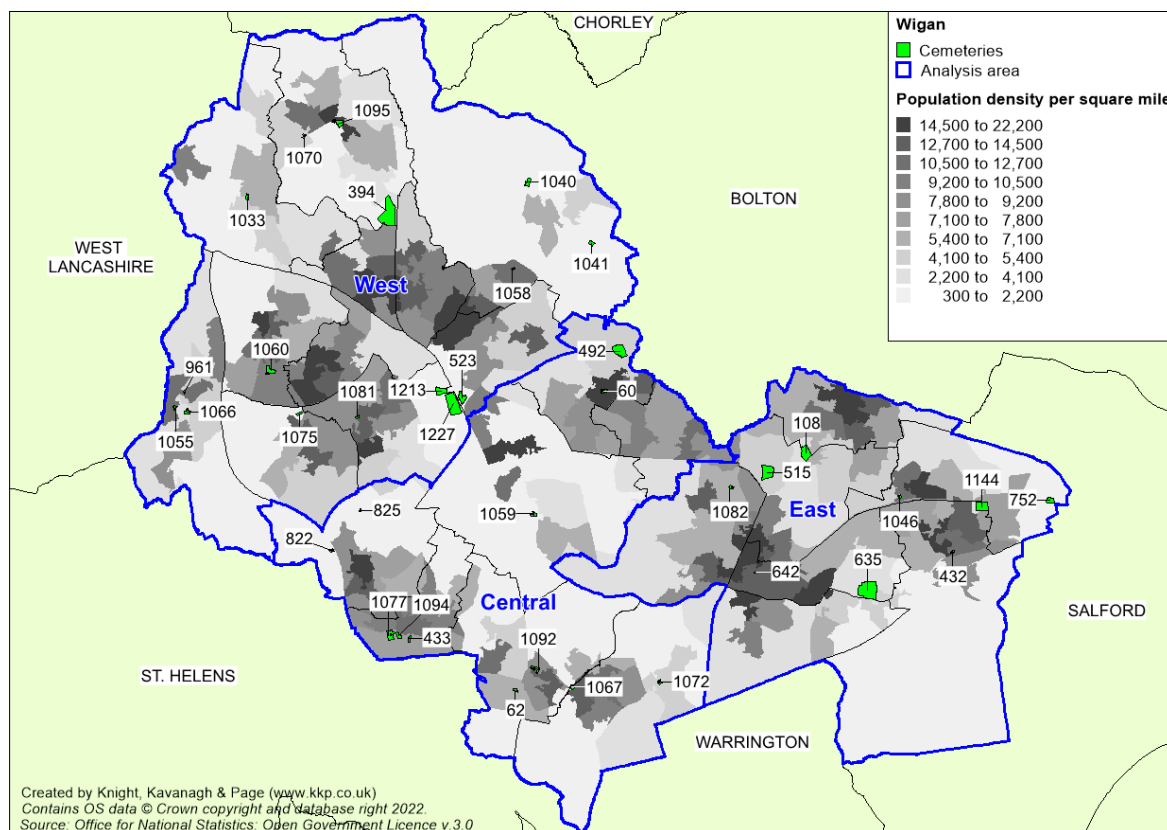 CHORLEY
BOLTON
WEST
LANCASHIRE
ST. HELENS
WARRINGTON
SALFORD
West
Central
East
1095
1070
394
1040
1033
1041
1058
1060
961
1066
1055
1081
1075
523
1213
1227
492
60
108
515
1082
1144
752
1046
432
635
642
1059
825
822
1077
1094
433
1092
62
1067
1072
Wigan
Cemeteries
Analysis area
Population density per square mile
14,500 to 22,200
12,700 to 14,500
10,500 to 12,700
9,200 to 10,500
7,800 to 9,200
7,100 to 7,800
5,400 to 7,100
4,100 to 5,400
2,200 to 4,100
300 to 2,200
Created by Knight, Kavanagh & Page (www.kkp.co.uk)
Contains OS data © Crown copyright and database right 2022.
Source: Office for National Statistics: Open Government Licence v.3.0